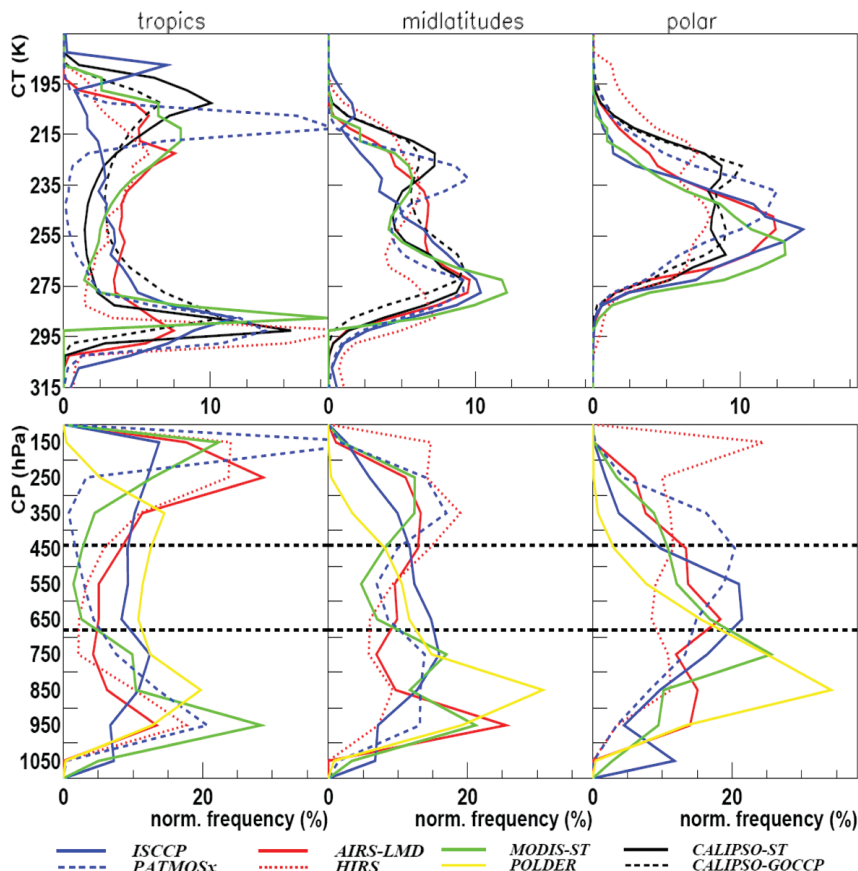 tropics midlatitudes polar
CT (K)
195
215
235
255
275
295
315
0 10 0 10 0 10
CP (hPa)
150
250
350
450
550
650
750
850
950
1050
0 20 0 20 0 20
norm. frequency (%) norm. frequency (%) norm. frequency (%)
ISCCP AIRS-LMD MODIS-ST CALIPSO-ST
PATMOSx HIRS POLDER CALIPSO-GOCCP